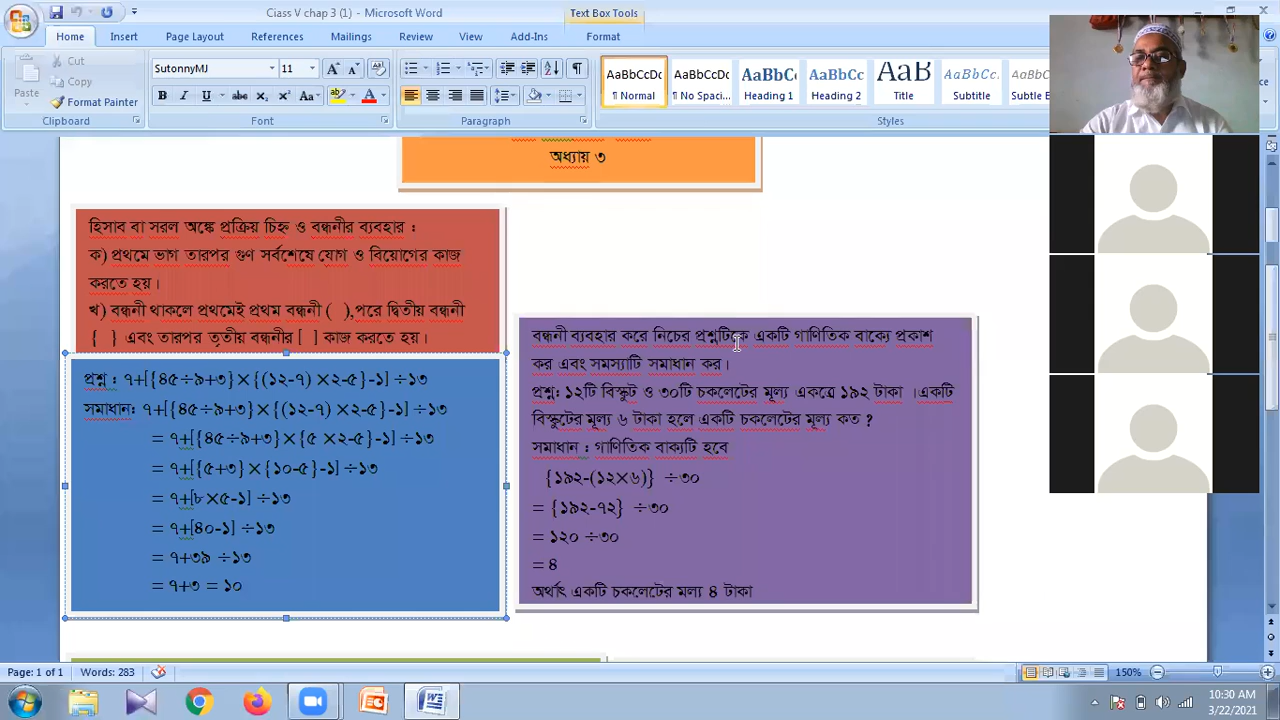 Class V chap 3 (1) - Microsoft Word
Text Box Tools
Home Insert Page Layout References Mailings Review View Add-Ins Format
Cut
Copy
Format Painter
Paste
Clipboard
SutonnyMJ 11
Font
Paragraph
AaBbCcDc AaBbCcDc AaBbC AaBbCc AaB AaBbCc. AaBbCcD
¶ Normal ¶ No Spaci... Heading 1 Heading 2 Title Subtitle Subtle E
Styles
অধ্যায় ৩
হিসাব বা সরল অঙ্কে প্রক্রিয় চিহ্ন ও বন্ধনীর ব্যবহার :
ক) প্রথমে ভাগ তারপর গুণ সর্বশেষে যোগ ও বিয়োগের কাজ
করতে হয়।
খ) বন্ধনী থাকলে প্রথমেই প্রথম বন্ধনী ( ),পরে দ্বিতীয় বন্ধনী
{ } এবং তারপর তৃতীয় বন্ধনীর [ ] কাজ করতে হয়।
প্রশ্ন : ৭+[{৪৫÷৯+৩}×{(১২-৭) ×২-৫}-১] ÷১৩
সমাধান: ৭+[{৪৫÷৯+৩}×{(১২-৭) ×২-৫}-১] ÷১৩
= ৭+[{৪৫÷৯+৩}×{৫ ×২-৫}-১] ÷১৩
= ৭+[{৫+৩}×{১০-৫}-১] ÷১৩
= ৭+[৮×৫-১] ÷১৩
= ৭+[৪০-১] ÷১৩
= ৭+৩৯ ÷১৩
= ৭+৩ = ১০
বন্ধনী ব্যবহার করে নিচের প্রশ্নটিকে একটি গাণিতিক বাক্যে প্রকাশ
কর এবং সমস্যাটি সমাধান কর।
প্রশ্ন: ১২টি বিস্কুট ও ৩০টি চকলেটের মূল্য একত্রে ১৯২ টাকা ।একটি
বিস্কুটের মূল্য ৬ টাকা হলে একটি চকলেটের মূল্য কত ?
সমাধান : গাণিতিক বাক্যটি হবে
{১৯২-(১২×৬)} ÷৩০
= {১৯২-৭২} ÷৩০
= ১২০ ÷৩০
= ৪
অর্থাৎ একটি চকলেটের মল্য ৪ টাকা
Page: 1 of 1 Words: 283
150%
10:30 AM
3/22/2021